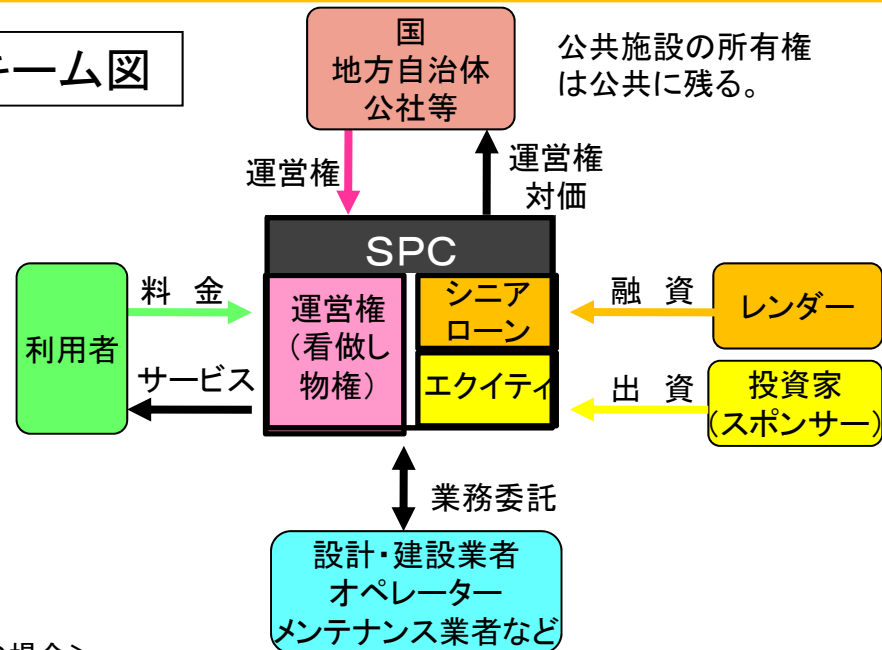 ーム図
国
地方自治体
公社等
公共施設の所有権
は公共に残る。
運営権
運営権
対価
SPC
料 金
サービス
利用者
運営権
(看做し
物権)
シニア
ローン
エクイティ
融 資
レンダー
出 資
投資家
(スポンサー)
業務委託
設計・建設業者
オペレーター
メンテナンス業者など